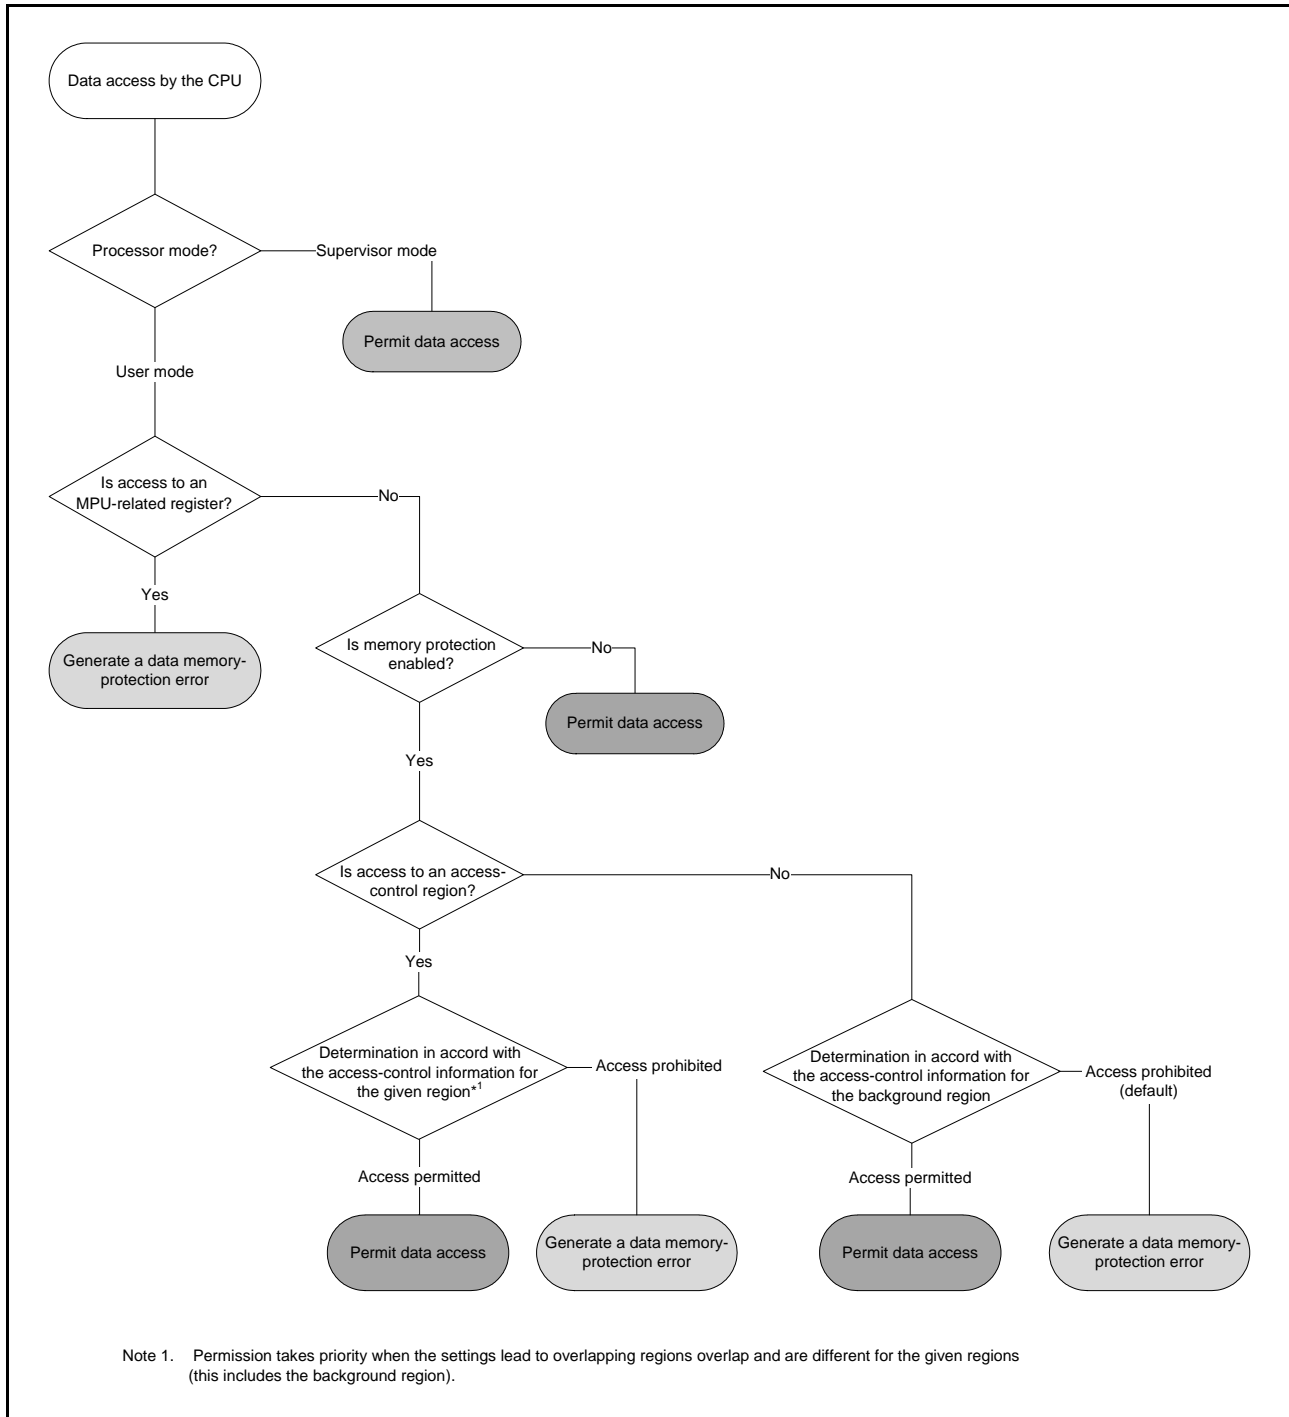 Data access by the CPU
Processor mode?
Supervisor mode
Permit data access
User mode
Is access to an
MPU-related register?
No
Yes
Generate a data memory-
protection error
Is memory protection
enabled?
No
Permit data access
Yes
Is access to an access-
control region?
No
Yes
Determination in accord with
the access-control information for
the given region*1
Access prohibited
Determination in accord with
the access-control information for
the background region
Access prohibited
(default)
Access permitted
Access permitted
Permit data access
Generate a data memory-
protection error
Permit data access
Generate a data memory-
protection error
Note 1. Permission takes priority when the settings lead to overlapping regions overlap and are different for the given regions
(this includes the background region).